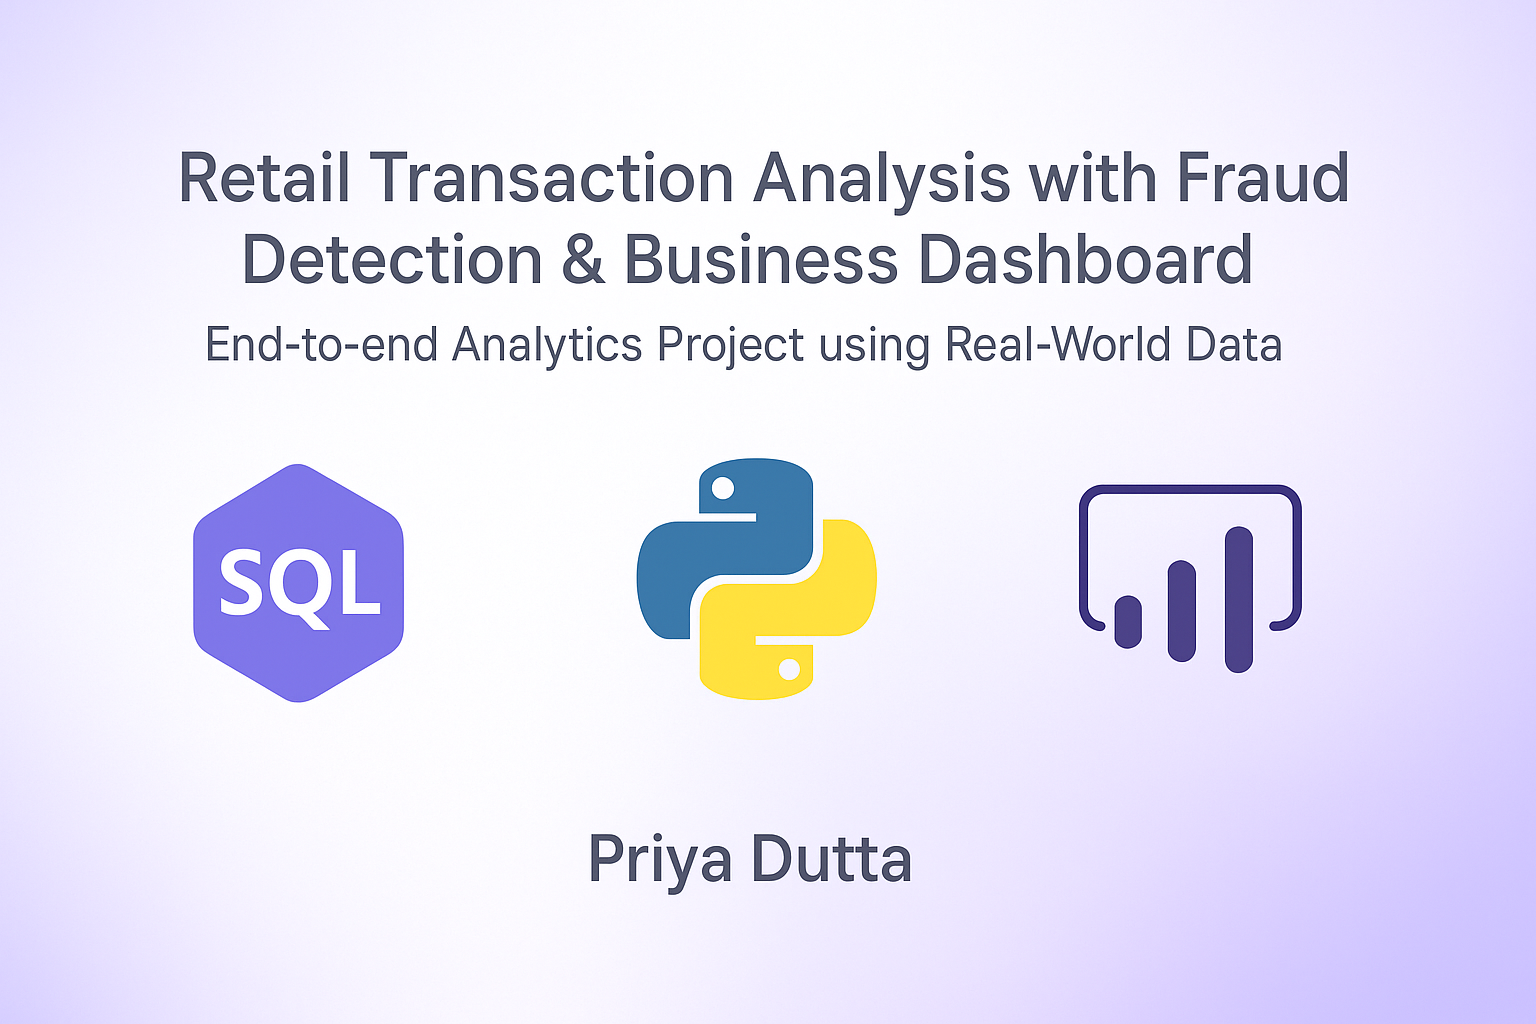 Retail Transaction Analysis with Fraud
Detection & Business Dashboard
End-to-end Analytics Project using Real-World Data
SQL
Priya Dutta